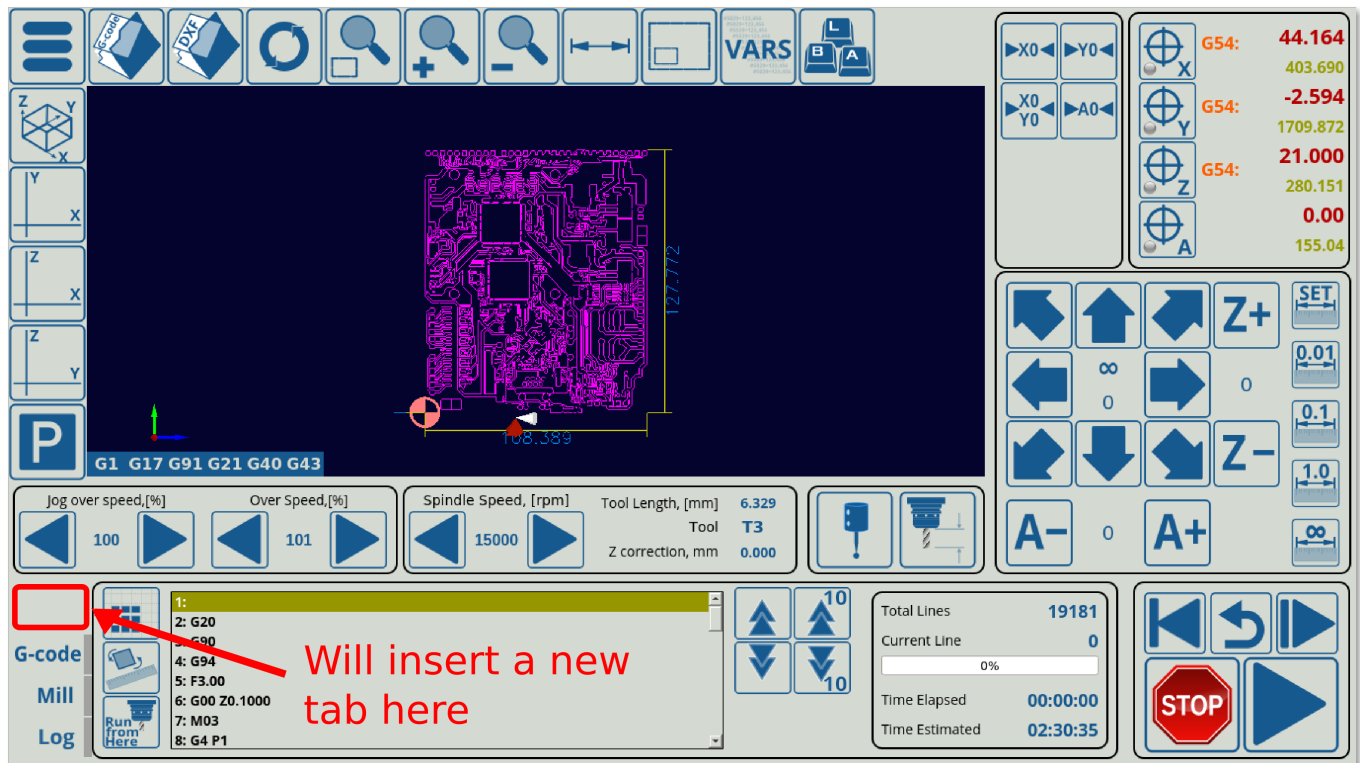 G-code
DXF
VARS
L
B
A
X0
Y0
X0
Y0
A0
X
G54:
44.164
403.690
Y
G54:
-2.594
1709.872
Z
G54:
21.000
280.151
A
0.00
155.04
Z
Y
X
Y
X
Z
X
Z
Y
P
127.772
108.389
G1 G17 G91 G21 G40 G43
Z+
SET
0.01
∞
0
0
0.1
Z−
1.0
A−
0
A+
∞
Jog over speed,[%]
100
Over Speed,[%]
101
Spindle Speed, [rpm]
15000
Tool Length, [mm] 6.329
Tool T3
Z correction, mm 0.000
G-code
Mill
Log
Run
from
Here
1:
2: G20
3: G90
4: G94
5: F3.00
6: G00 Z0.1000
7: M03
8: G4 P1
Will insert a new
tab here
10
10
Total Lines 19181
Current Line 0
0%
Time Elapsed 00:00:00
Time Estimated 02:30:35
STOP